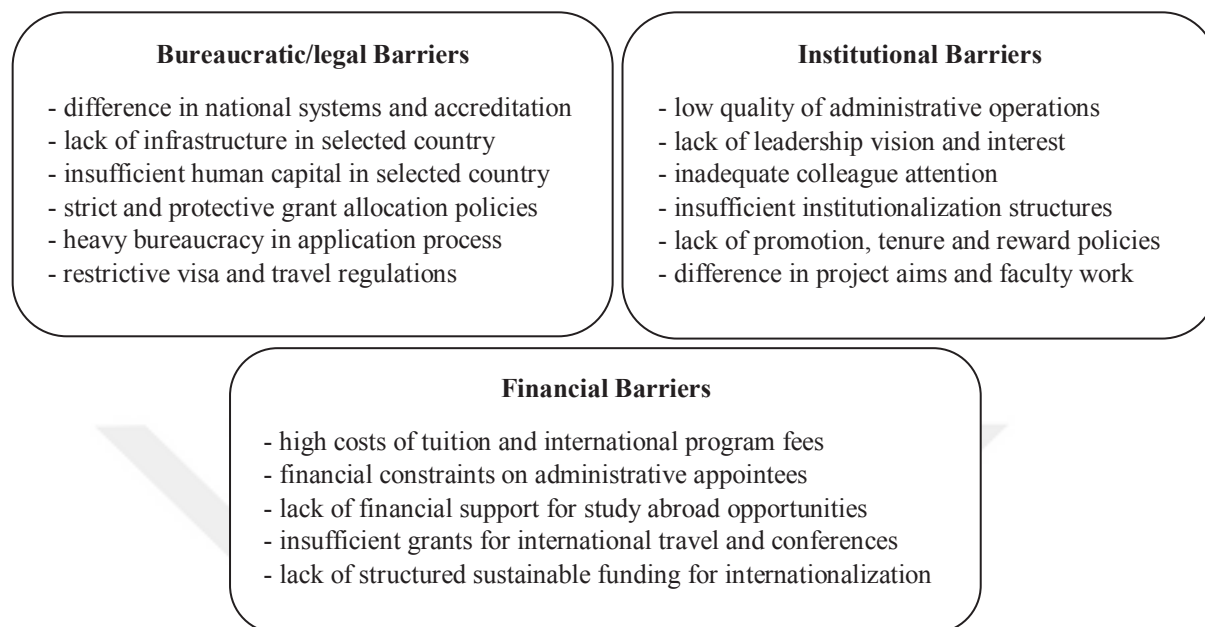 Bureaucratic/legal Barriers
- difference in national systems and accreditation
- lack of infrastructure in selected country
- insufficient human capital in selected country
- strict and protective grant allocation policies
- heavy bureaucracy in application process
- restrictive visa and travel regulations
Institutional Barriers
- low quality of administrative operations
- lack of leadership vision and interest
- inadequate colleague attention
- insufficient institutionalization structures
- lack of promotion, tenure and reward policies
- difference in project aims and faculty work
Financial Barriers
- high costs of tuition and international program fees
- financial constraints on administrative appointees
- lack of financial support for study abroad opportunities
- insufficient grants for international travel and conferences
- lack of structured sustainable funding for internationalization